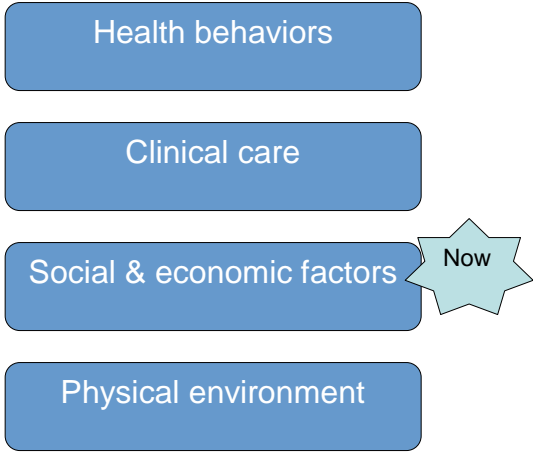 Health behaviors
Clinical care
Social & economic factors
Now
Physical environment